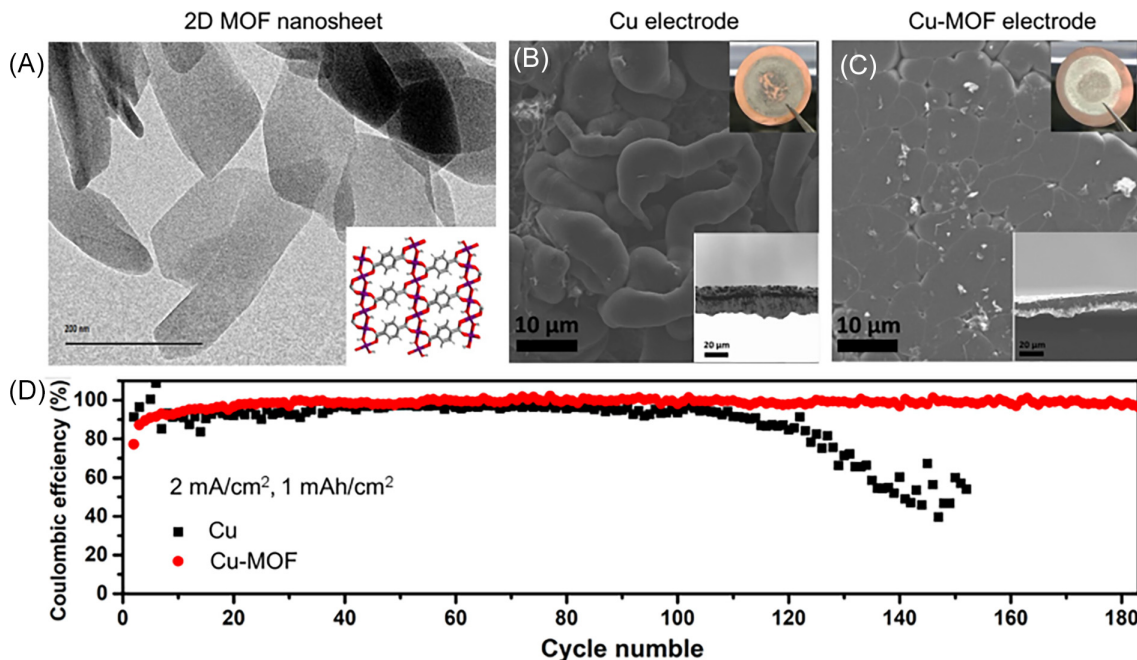 2D MOF nanosheet
Cu electrode
Cu-MOF electrode
(A)
200 nm
(B)
10 μm
20 μm
(C)
10 μm
20 μm
(D)
Coulombic effciency (%)
100
80
60
40
20
0
2 mA/cm², 1 mAh/cm²
Cu
Cu-MOF
0 20 40 60 80 100 120 140 160 180
Cycle numble